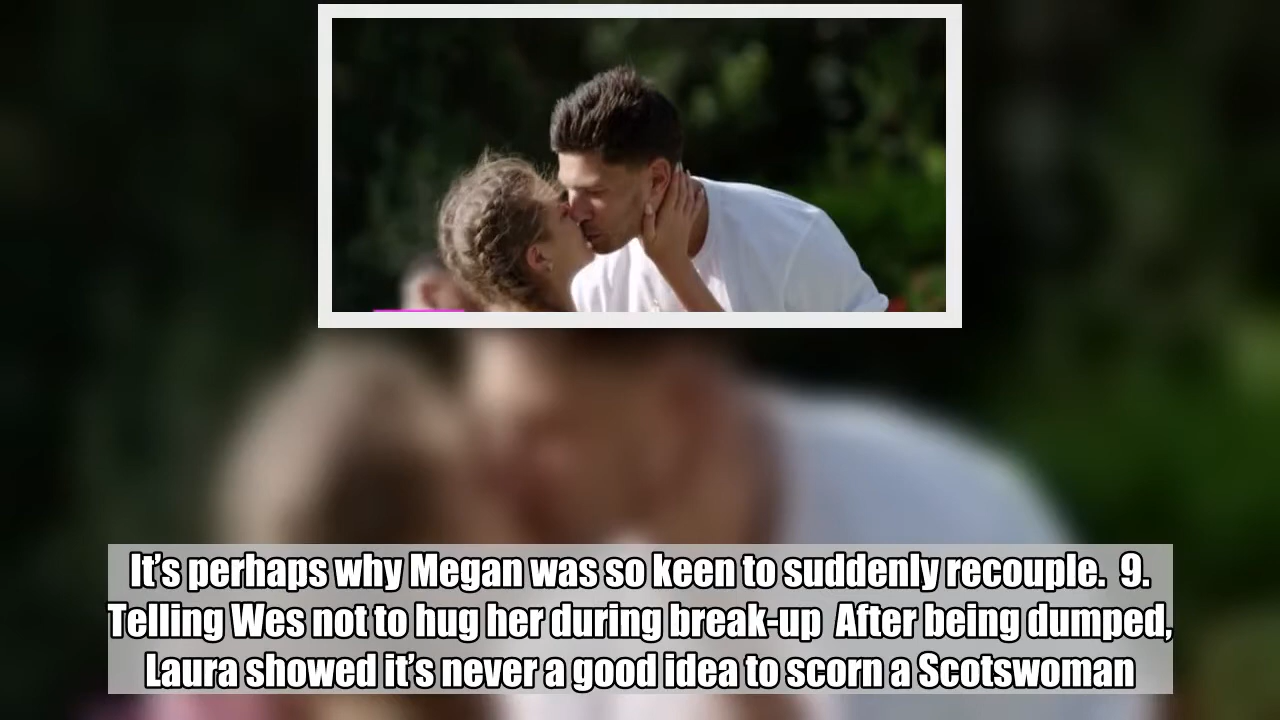 It's perhaps why Megan was so keen to suddenly recouple.  9.
Telling Wes not to hug her during break-up  After being dumped,
Laura showed it's never a good idea to scorn a Scotswoman